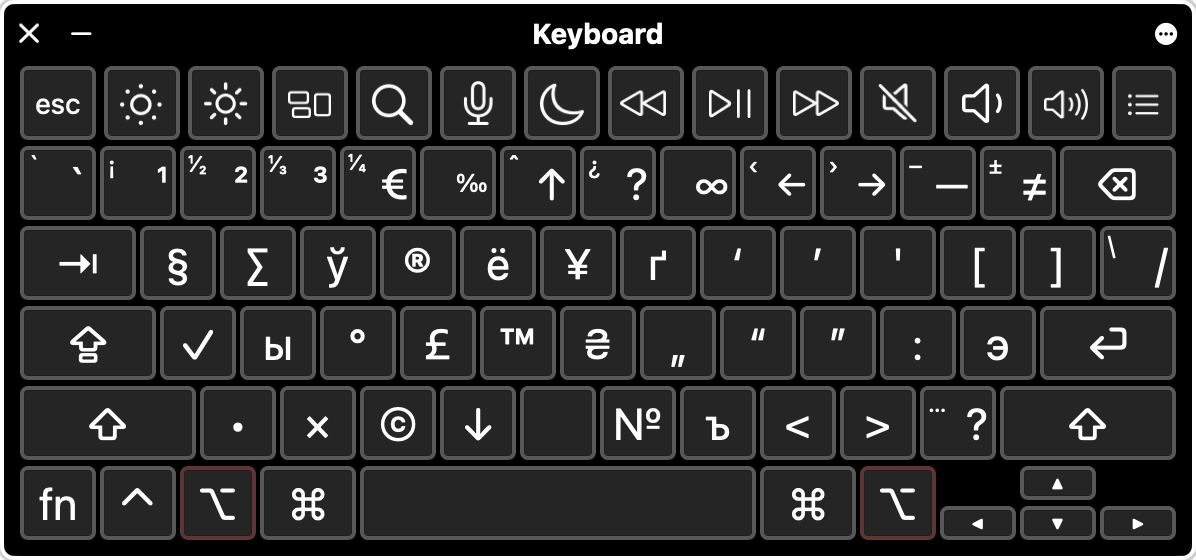 Keyboard
esc
` ` ¡ 1 ½ 2 ⅓ 3 ¼ € ‰ ˆ ↑ ¿ ? ∞ ‹ ← › → – — ± ≠
§ ∑ ў ® ё ¥ ґ ‘ ’ ' [ ] \ /
✓ ы ° £ ™ ₴ „ “ ” : э
• × © ↓ № ъ < > … ?
fn ^ ⌥ ⌘ ⌘ ⌥